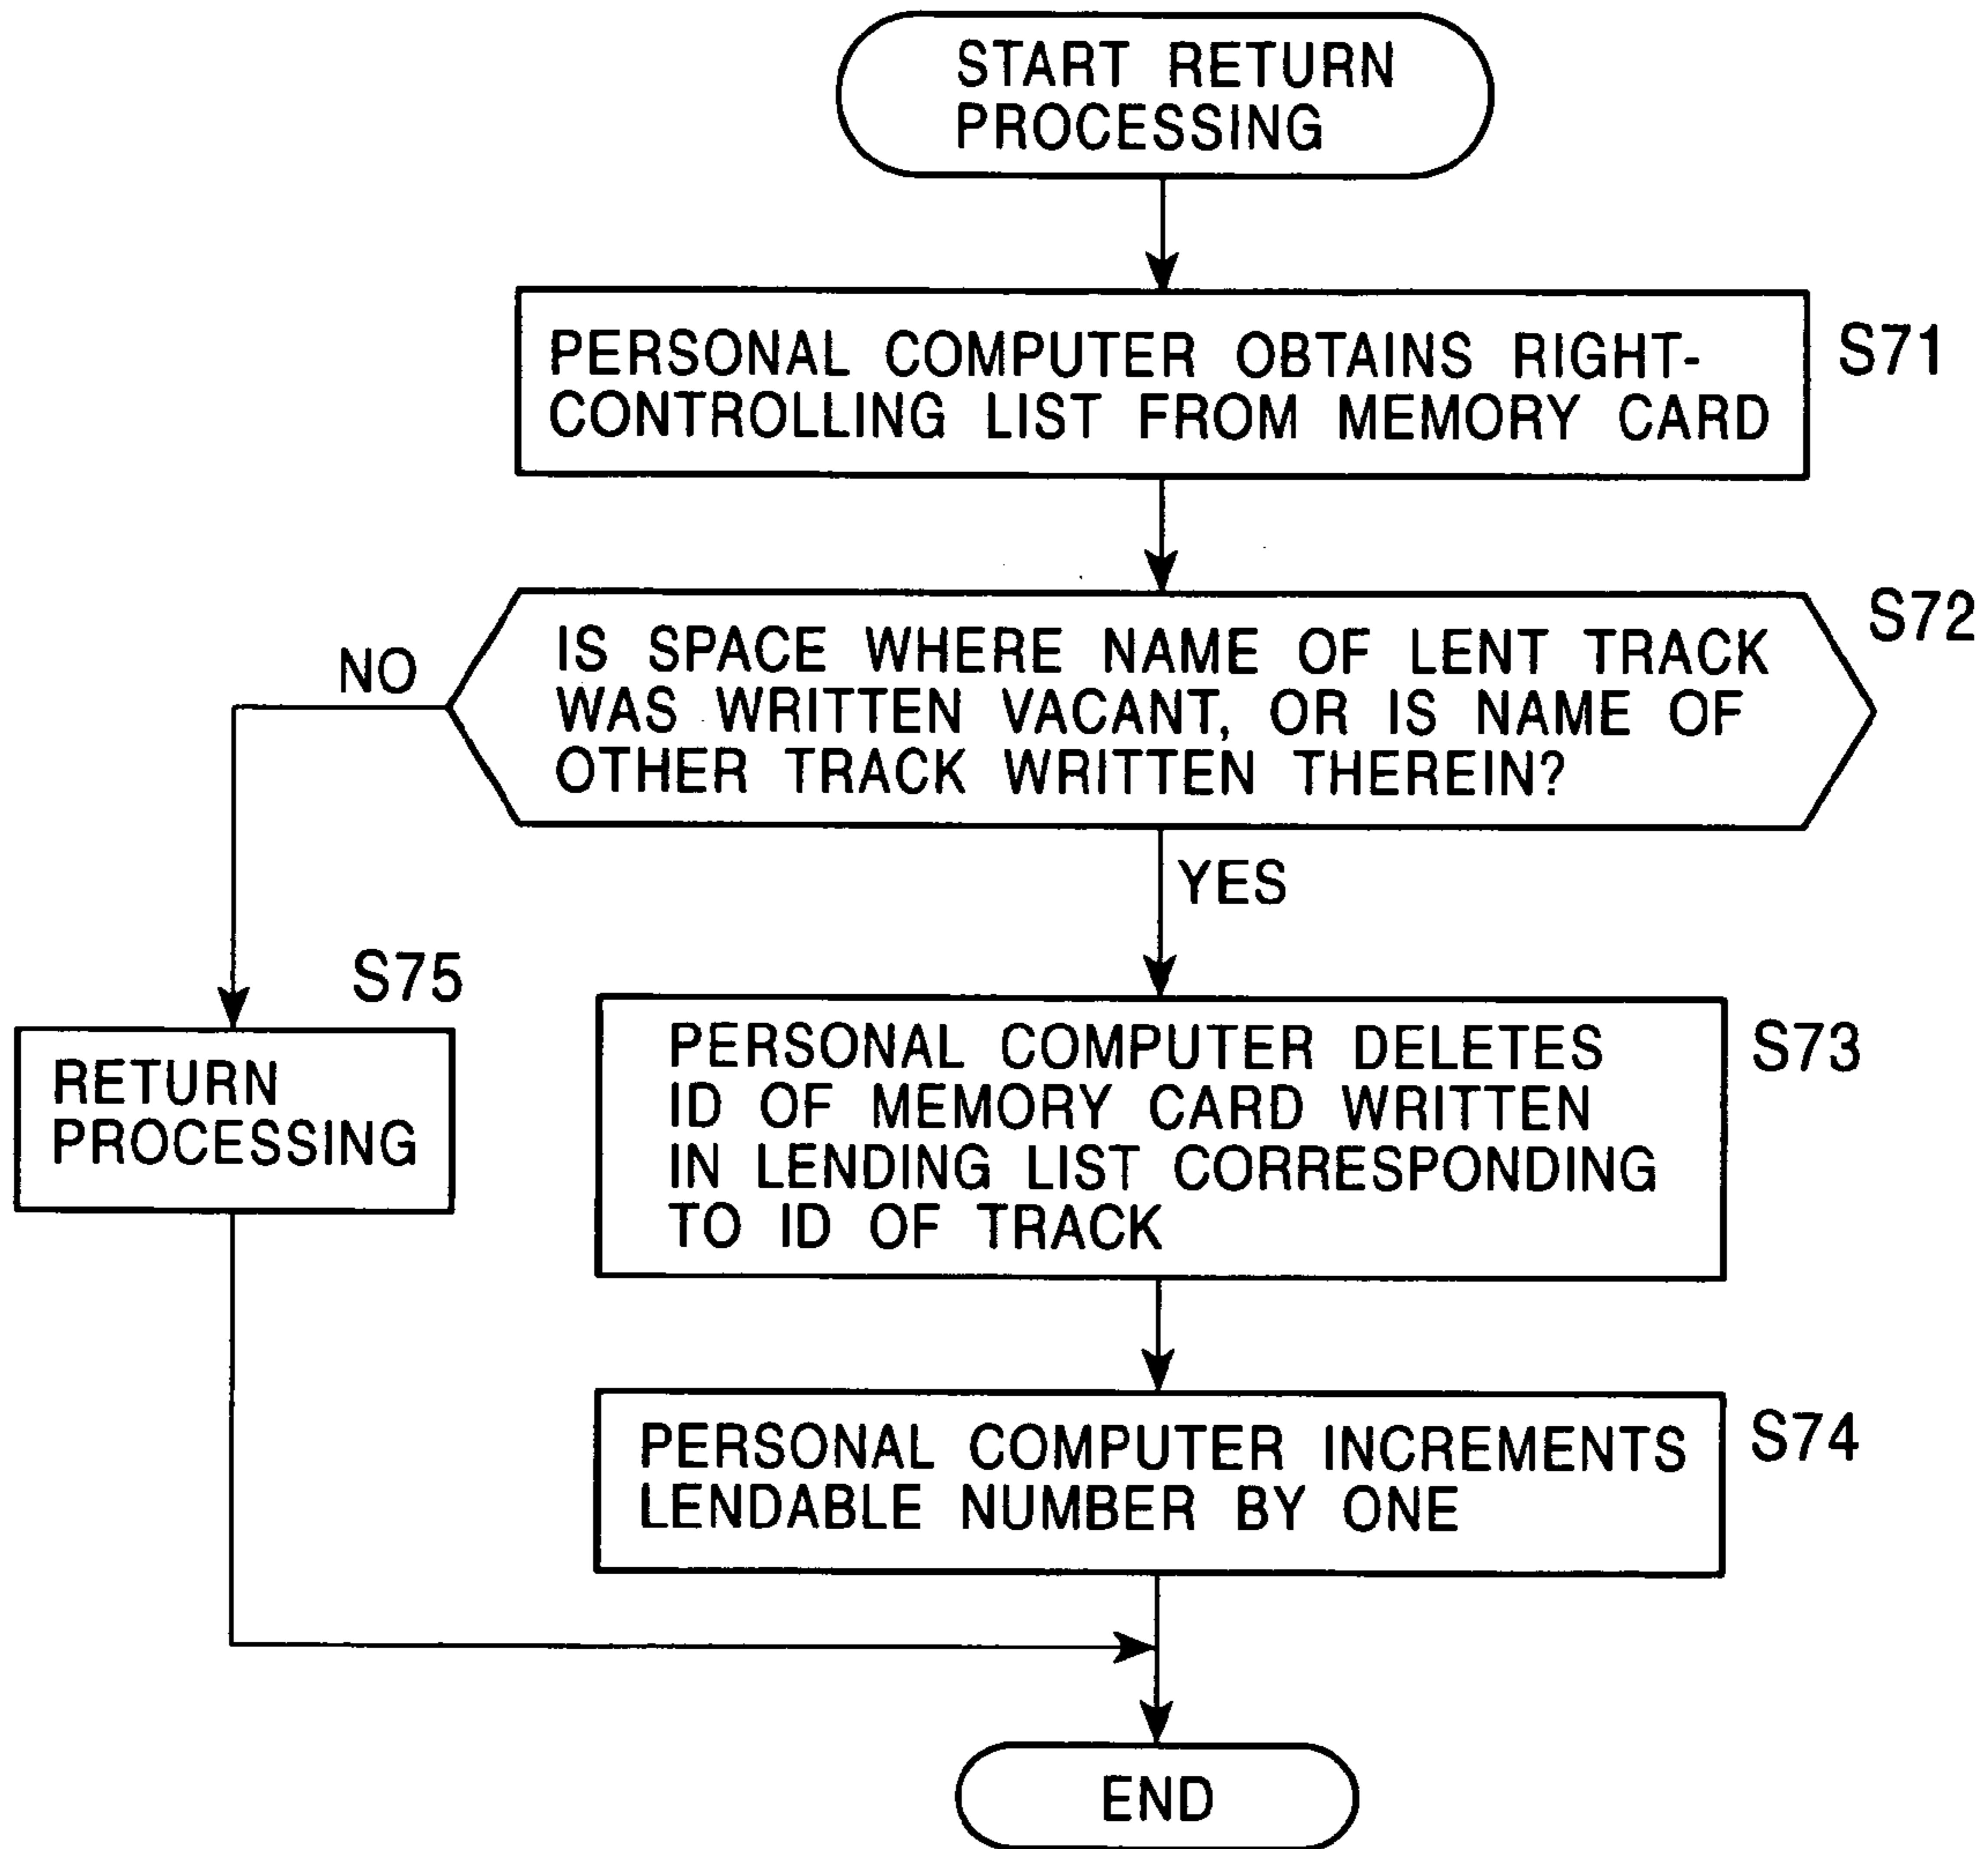 START RETURN
PROCESSING
PERSONAL COMPUTER OBTAINS RIGHT-
CONTROLLING LIST FROM MEMORY CARD
S71
IS SPACE WHERE NAME OF LENT TRACK
WAS WRITTEN VACANT, OR IS NAME OF
OTHER TRACK WRITTEN THEREIN?
S72
NO
YES
S75
RETURN
PROCESSING
PERSONAL COMPUTER DELETES
ID OF MEMORY CARD WRITTEN
IN LENDING LIST CORRESPONDING
TO ID OF TRACK
S73
PERSONAL COMPUTER INCREMENTS
LENDABLE NUMBER BY ONE
S74
END